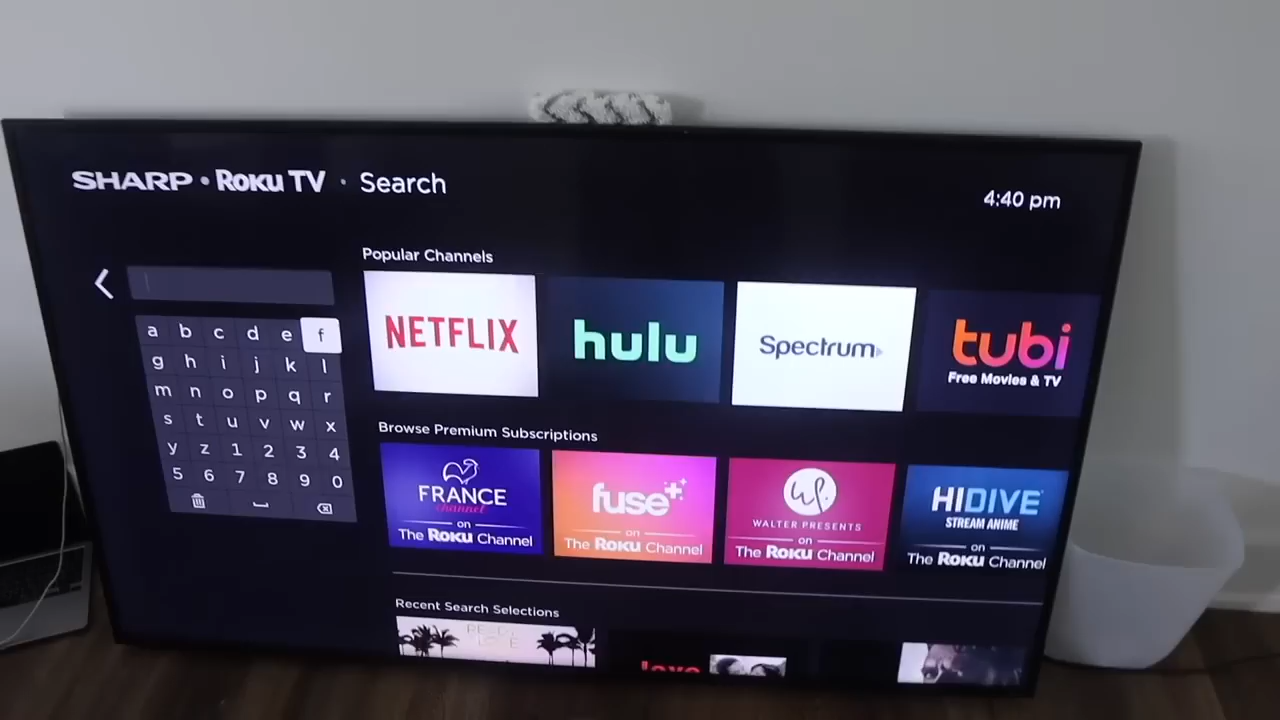 SHARP • ROKU TV • Search
4:40 pm
Popular Channels
NETFLIX
hulu
Spectrum
tubi
Free Movies & TV
a b c d e f
g h i j k l
m n o p q r
s t u v w x
y z 1 2 3 4
5 6 7 8 9 0
Browse Premium Subscriptions
FRANCE
channel
on
The Roku Channel
fuse+
on
The Roku Channel
wp.
WALTER PRESENTS
on
The Roku Channel
HIDIVE
STREAM ANIME
on
The Roku Channel
Recent Search Selections
love